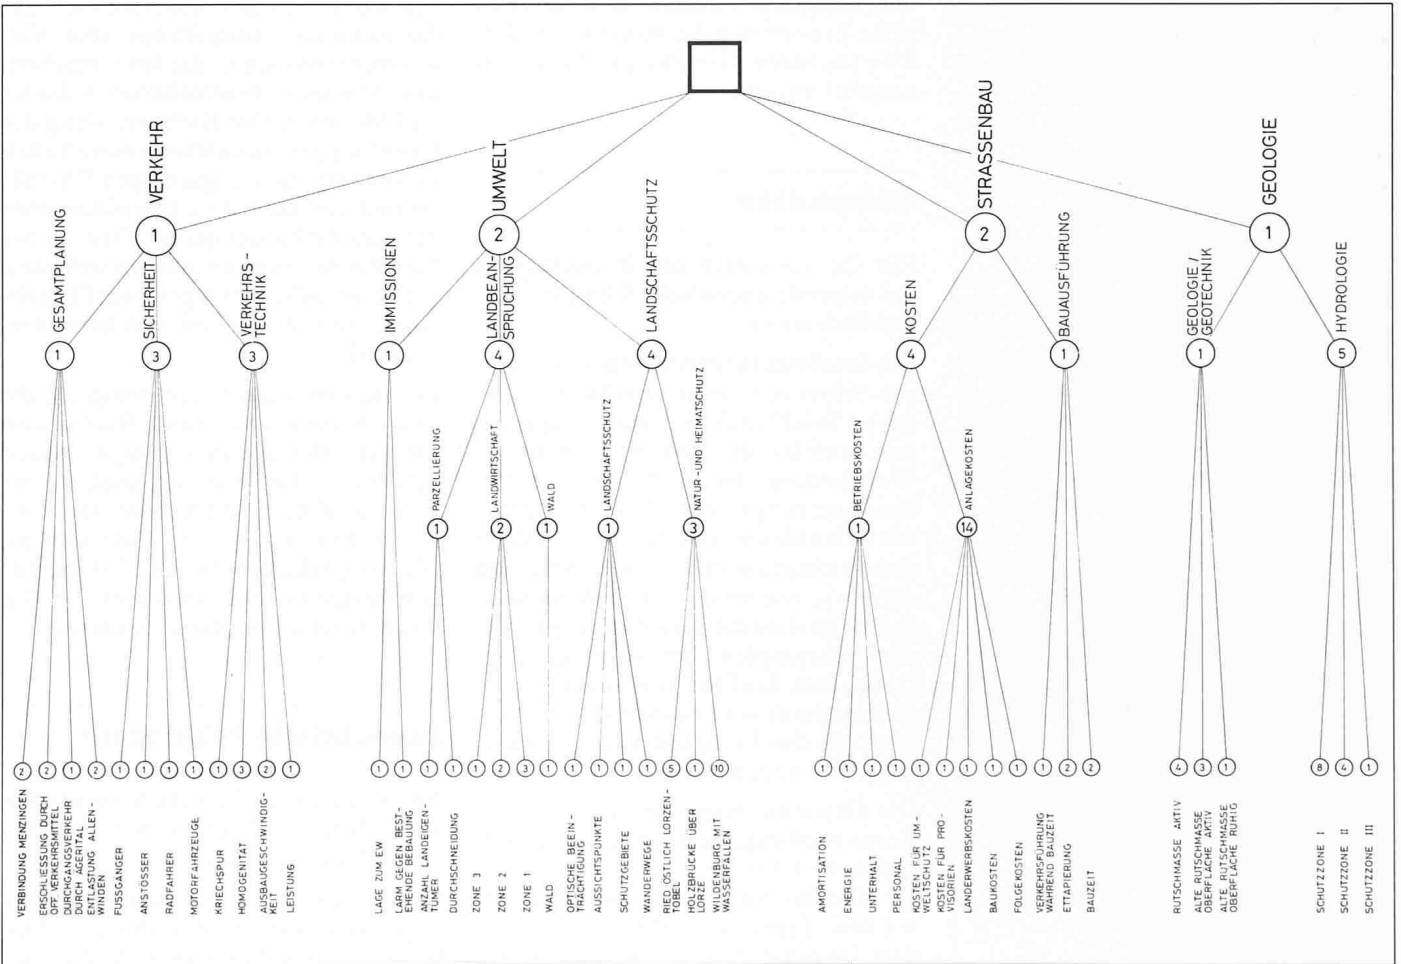 VERKEHR
UMWELT
STRASSENBAU
GEOLOGIE
1
2
2
1
GESAMTPLANUNG
SICHERHEIT
VERKEHRS-
TECHNIK
IMMISSIONEN
LANDBEAN-
SPRUCHUNG
LANDSCHAFTSSCHUTZ
KOSTEN
BAUAUSFÜHRUNG
GEOLOGIE /
GEOTECHNIK
HYDROLOGIE
1
3
3
1
4
4
4
1
1
5
PARZELLIERUNG
LANDWIRTSCHAFT
WALD
LANDSCHAFTSSCHUTZ
NATUR-UND HEIMATSCHUTZ
BETRIEBSKOSTEN
ANLAGEKOSTEN
1
2
1
1
3
1
14
2
2
1
2
1
1
1
1
1
3
2
1
1
1
1
1
1
2
3
1
1
1
1
1
5
10
1
1
1
1
1
1
1
1
1
1
2
2
4
3
1
8
4
1
VERBINDUNG MENZINGEN
ERSCHLIESSUNG DURCH
OFF. VERKEHRSMITTEL
DURCHGANGSVERKEHR
DURCH AGERITAL
ENTLASTUNG ALLEN-
WINDEN
FUSSGÄNGER
ANSTÖSSER
RADFAHRER
MOTORFAHRZEUGE
KRIECHSPUR
HOMOGENITÄT
AUSBAUGESCHWINDIG-
KEIT
LEISTUNG
LAGE ZUM EW
LÄRM GEGEN BEST-
EHENDE BEBAUUNG
ANZAHL LANDEIGEN-
TÜMER
DURCHSCHNEIDUNG
ZONE 3
ZONE 2
ZONE 1
WALD
OPTISCHE BEEIN-
TRÄCHTIGUNG
AUSSICHTSPUNKTE
SCHUTZGEBIETE
WANDERWEGE
RIED ÖSTLICH LORZEN-
TOBEL
HOLZBRÜCKE ÜBER
LORZE
WILDENBURG MIT
WASSERFÄLLEN
AMORTISATION
ENERGIE
UNTERHALT
PERSONAL
KOSTEN FÜR UM-
WELTSCHUTZ
KOSTEN FÜR PRO-
VISORIEN
LANDERWERBSKOSTEN
BAUKOSTEN
FOLGEKOSTEN
VERKEHRSFÜHRUNG
WÄHREND BAUZEIT
ETTAPIERUNG
BAUZEIT
RUTSCHMASSE AKTIV
ALTE RUTSCHMASSE
OBERFLÄCHE AKTIV
ALTE RUTSCHMASSE
OBERFLÄCHE RUHIG
SCHUTZZONE I
SCHUTZZONE II
SCHUTZZONE III